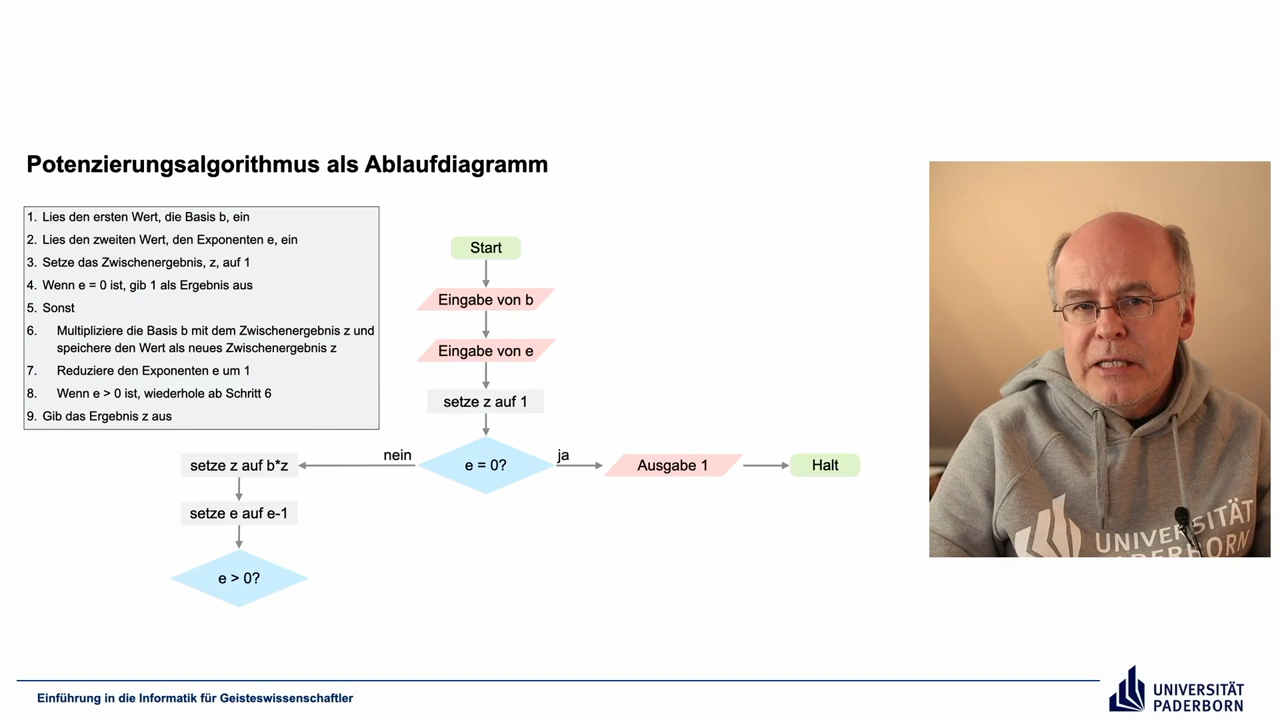 Potenzierungsalgorithmus als Ablaufdiagramm
1. Lies den ersten Wert, die Basis b, ein
2. Lies den zweiten Wert, den Exponenten e, ein
3. Setze das Zwischenergebnis, z, auf 1
4. Wenn e = 0 ist, gib 1 als Ergebnis aus
5. Sonst
6. Multipliziere die Basis b mit dem Zwischenergebnis z und
speichere den Wert als neues Zwischenergebnis z
7. Reduziere den Exponenten e um 1
8. Wenn e > 0 ist, wiederhole ab Schritt 6
9. Gib das Ergebnis z aus
Start
Eingabe von b
Eingabe von e
setze z auf 1
e = 0?
ja
Ausgabe 1
Halt
nein
setze z auf b*z
setze e auf e-1
e > 0?
UNIVERSITÄT
PADERBORN
Einführung in die Informatik für Geisteswissenschaftler
UNIVERSITÄT
PADERBORN